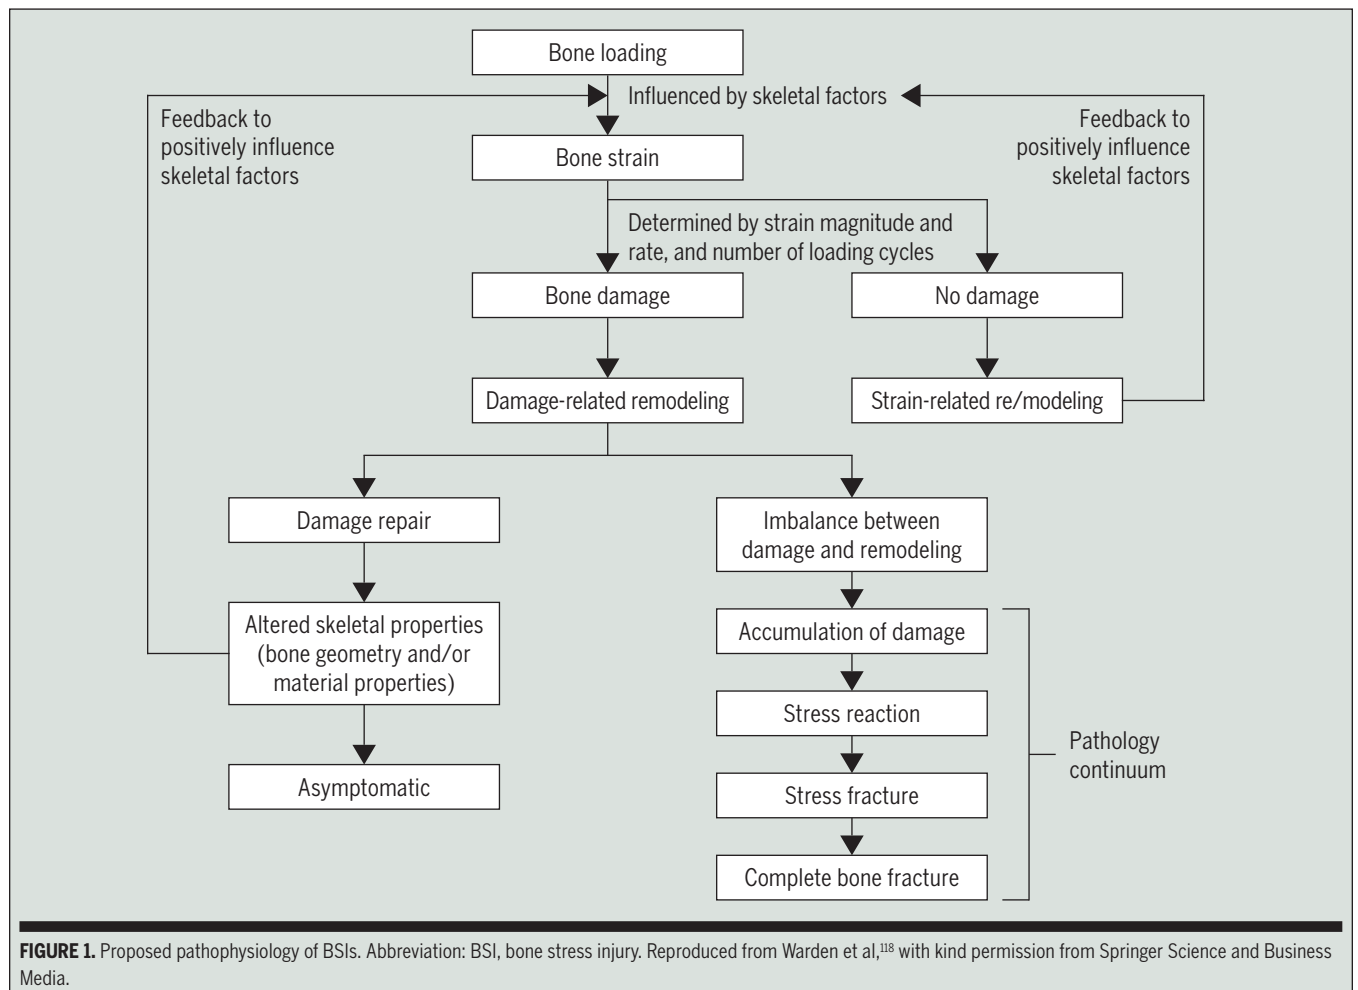 Bone loading
Influenced by skeletal factors
Feedback to
positively influence
skeletal factors
Feedback to
positively influence
skeletal factors
Bone strain
Determined by strain magnitude and
rate, and number of loading cycles
Bone damage
No damage
Damage-related remodeling
Strain-related re/modeling
Damage repair
Imbalance between
damage and remodeling
Altered skeletal properties
(bone geometry and/or
material properties)
Accumulation of damage
Stress reaction
Pathology
continuum
Asymptomatic
Stress fracture
Complete bone fracture
FIGURE 1. Proposed pathophysiology of BSIs. Abbreviation: BSI, bone stress injury. Reproduced from Warden et al,118 with kind permission from Springer Science and Business
Media.